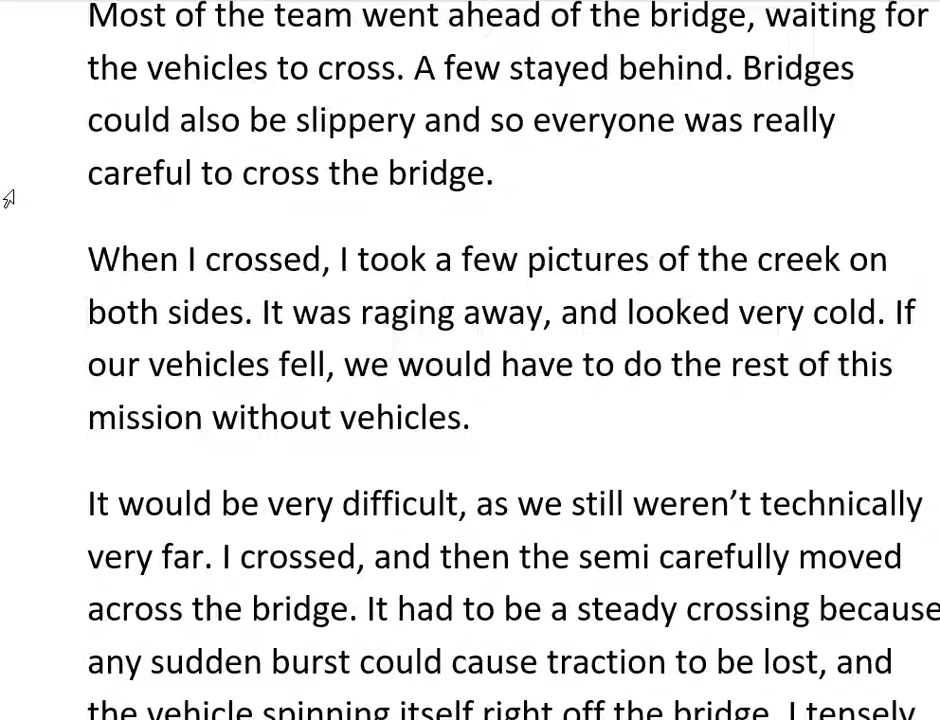 Most of the team went ahead of the bridge, waiting for
the vehicles to cross. A few stayed behind. Bridges
could also be slippery and so everyone was really
careful to cross the bridge.
When I crossed, I took a few pictures of the creek on
both sides. It was raging away, and looked very cold. If
our vehicles fell, we would have to do the rest of this
mission without vehicles.
It would be very difficult, as we still weren’t technically
very far. I crossed, and then the semi carefully moved
across the bridge. It had to be a steady crossing because
any sudden burst could cause traction to be lost, and
the vehicle spinning itself right off the bridge. I tensely